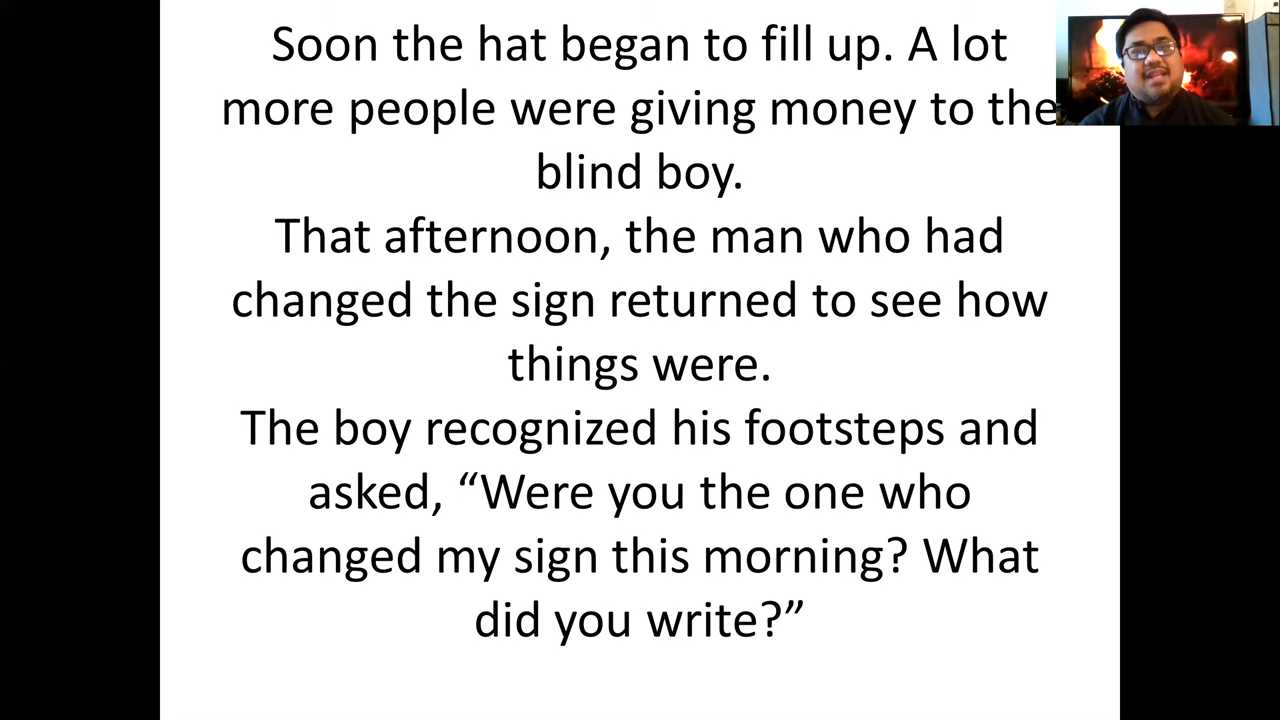 Soon the hat began to fill up. A lot
more people were giving money to the
blind boy.
That afternoon, the man who had
changed the sign returned to see how
things were.
The boy recognized his footsteps and
asked, “Were you the one who
changed my sign this morning? What
did you write?”